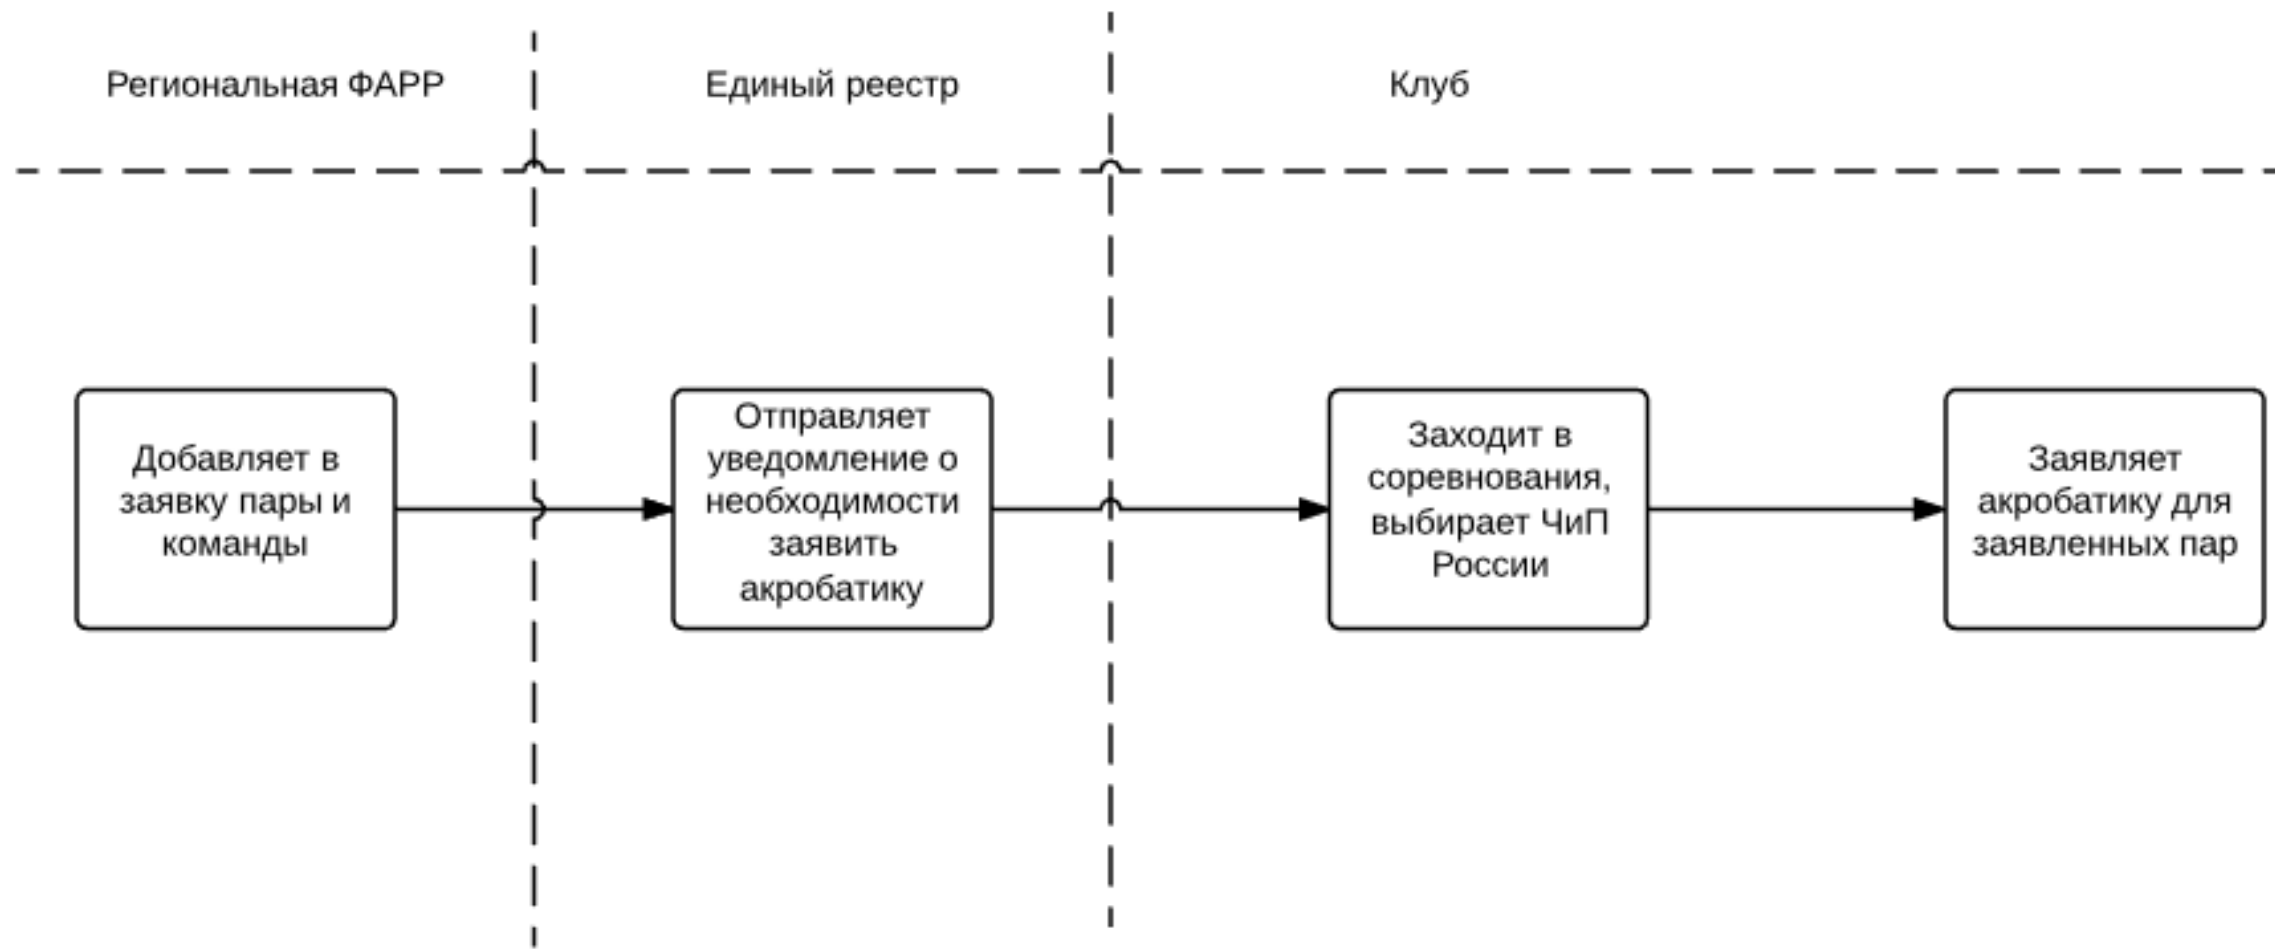 Региональная ФАРР
Единый реестр
Клуб
Добавляет в
заявку пары и
команды
Отправляет
уведомление о
необходимости
заявить
акробатику
Заходит в
соревнования,
выбирает ЧиП
России
Заявляет
акробатику для
заявленных пар